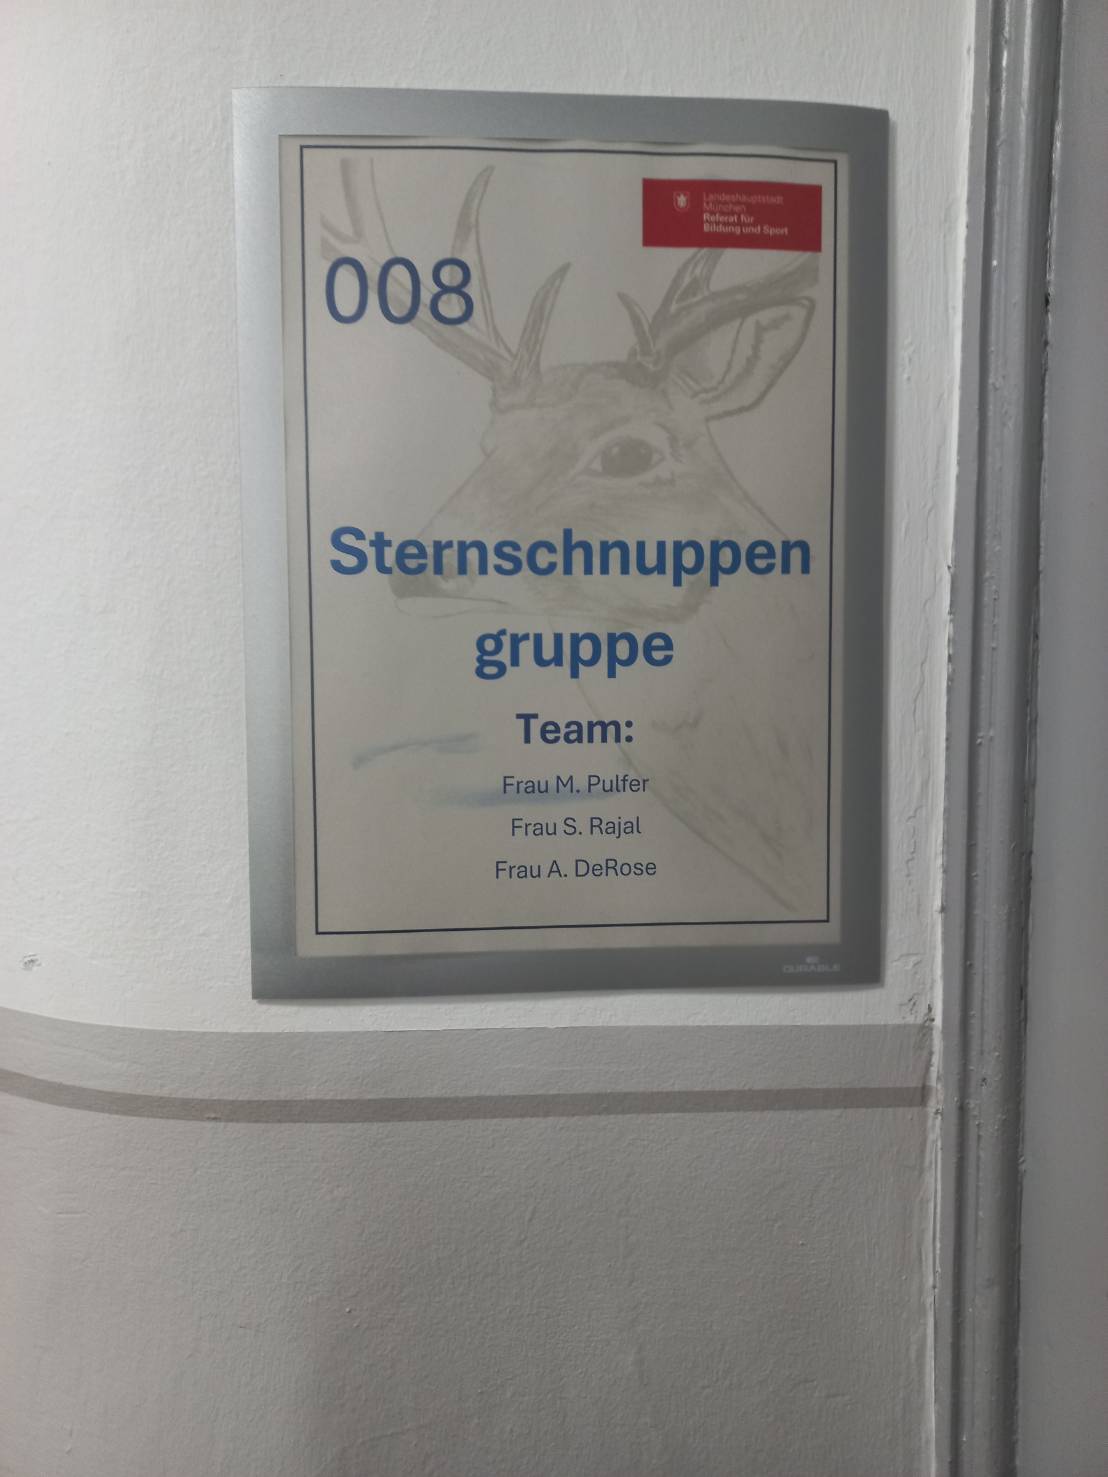 Landeshauptstadt
München
Referat für
Bildung und Sport
008
Sternschnuppen
gruppe
Team:
Frau M. Pulfer
Frau S. Rajal
Frau A. DeRose
DURABLE